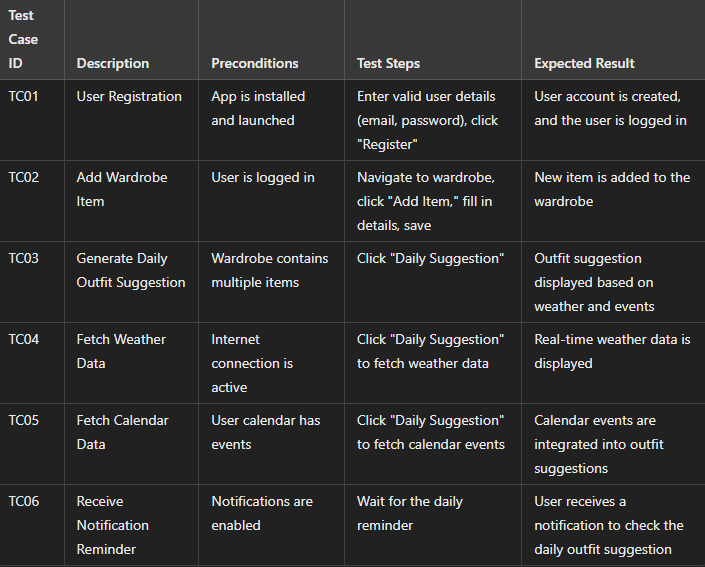 Test
Case
ID Description Preconditions Test Steps Expected Result
TC01 User Registration App is installed Enter valid user details User account is created,
and launched (email, password), click and the user is logged in
"Register"
TC02 Add Wardrobe User is logged in Navigate to wardrobe, New item is added to the
Item click "Add Item," fill in wardrobe
details, save
TC03 Generate Daily Wardrobe contains Click "Daily Suggestion" Outfit suggestion
Outfit Suggestion multiple items displayed based on
weather and events
TC04 Fetch Weather Internet Click "Daily Suggestion" Real-time weather data is
Data connection is to fetch weather data displayed
active
TC05 Fetch Calendar User calendar has Click "Daily Suggestion" Calendar events are
Data events to fetch calendar events integrated into outfit
suggestions
TC06 Receive Notifications are Wait for the daily User receives a
Notification enabled reminder notification to check the
Reminder daily outfit suggestion